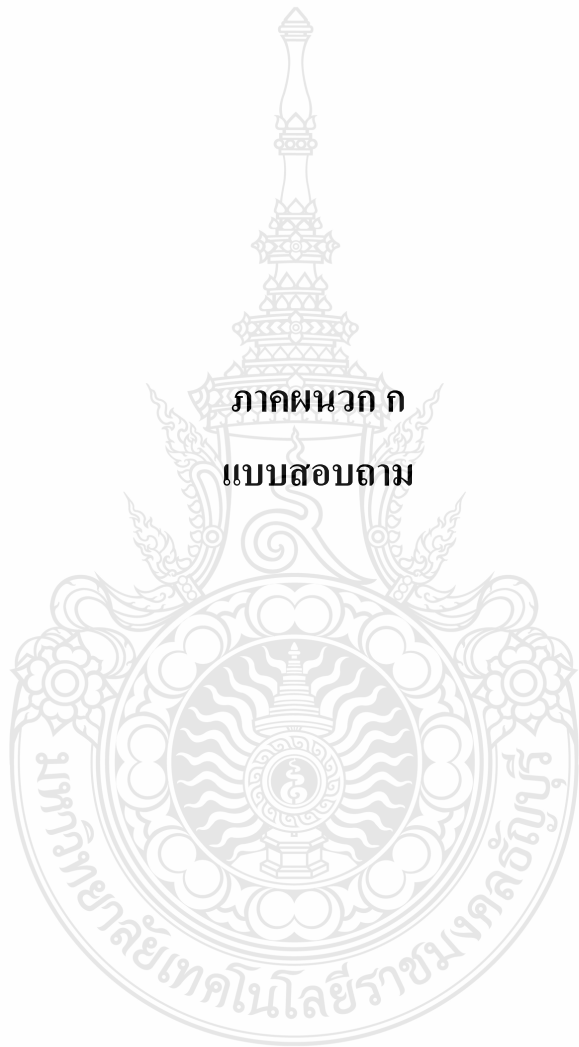 ภาคผนวก ก
แบบสอบถาม
มหาวิทยาลัยเทคโนโลยีราชมงคลธัญบุรี